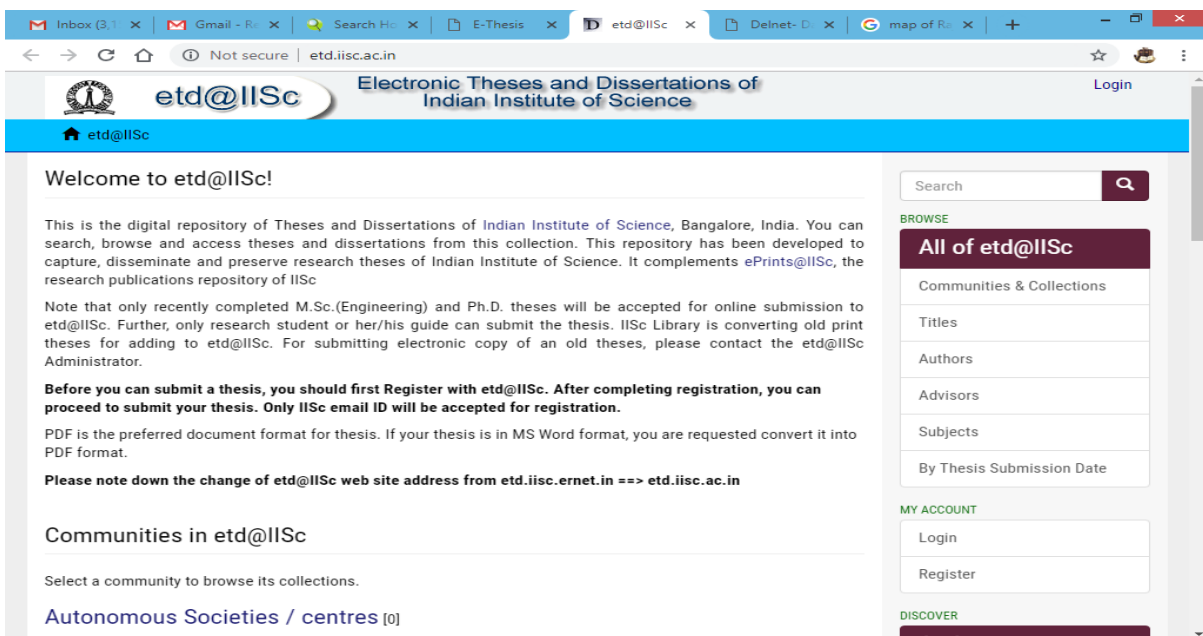 Inbox (3,1
Gmail - Re
Search Ho
E-Thesis
etd@IISc
Delnet- D
map of Ra
Not secure | etd.iisc.ac.in
etd@IISc
Electronic Theses and Dissertations of
Indian Institute of Science
Login
etd@IISc
Welcome to etd@IISc!
This is the digital repository of Theses and Dissertations of Indian Institute of Science, Bangalore, India. You can
search, browse and access theses and dissertations from this collection. This repository has been developed to
capture, disseminate and preserve research theses of Indian Institute of Science. It complements ePrints@IISc, the
research publications repository of IISc
Note that only recently completed M.Sc.(Engineering) and Ph.D. theses will be accepted for online submission to
etd@IISc. Further, only research student or her/his guide can submit the thesis. IISc Library is converting old print
theses for adding to etd@IISc. For submitting electronic copy of an old theses, please contact the etd@IISc
Administrator.
Before you can submit a thesis, you should first Register with etd@IISc. After completing registration, you can
proceed to submit your thesis. Only IISc email ID will be accepted for registration.
PDF is the preferred document format for thesis. If your thesis is in MS Word format, you are requested convert it into
PDF format.
Please note down the change of etd@IISc web site address from etd.iisc.ernet.in ==> etd.iisc.ac.in
Communities in etd@IISc
Select a community to browse its collections.
Autonomous Societies / centres [0]
Search
BROWSE
All of etd@IISc
Communities & Collections
Titles
Authors
Advisors
Subjects
By Thesis Submission Date
MY ACCOUNT
Login
Register
DISCOVER